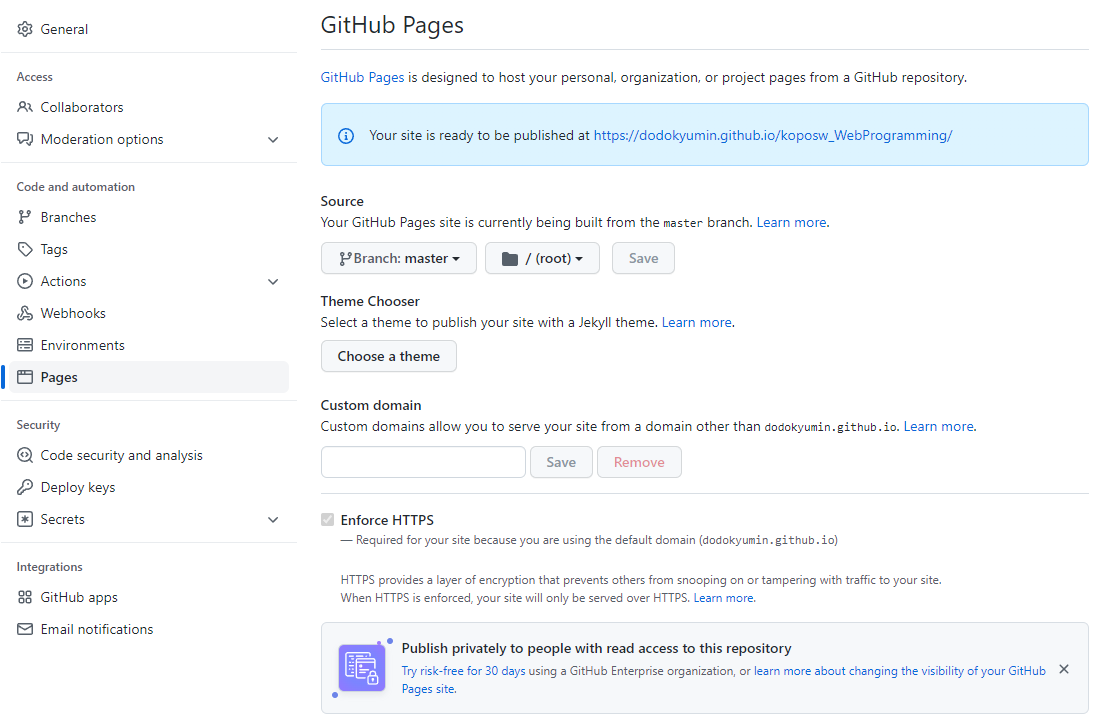 General
Access
Collaborators
Moderation options
Code and automation
Branches
Tags
Actions
Webhooks
Environments
Pages
Security
Code security and analysis
Deploy keys
Secrets
Integrations
GitHub apps
Email notifications
GitHub Pages
GitHub Pages is designed to host your personal, organization, or project pages from a GitHub repository.
Your site is ready to be published at https://dodokyumin.github.io/koposw_WebProgramming/
Source
Your GitHub Pages site is currently being built from the master branch. Learn more.
Branch: master / (root) Save
Theme Chooser
Select a theme to publish your site with a Jekyll theme. Learn more.
Choose a theme
Custom domain
Custom domains allow you to serve your site from a domain other than dodokyumin.github.io. Learn more.
Save Remove
Enforce HTTPS
— Required for your site because you are using the default domain (dodokyumin.github.io)
HTTPS provides a layer of encryption that prevents others from snooping on or tampering with traffic to your site.
When HTTPS is enforced, your site will only be served over HTTPS. Learn more.
Publish privately to people with read access to this repository
Try risk-free for 30 days using a GitHub Enterprise organization, or learn more about changing the visibility of your GitHub
Pages site.